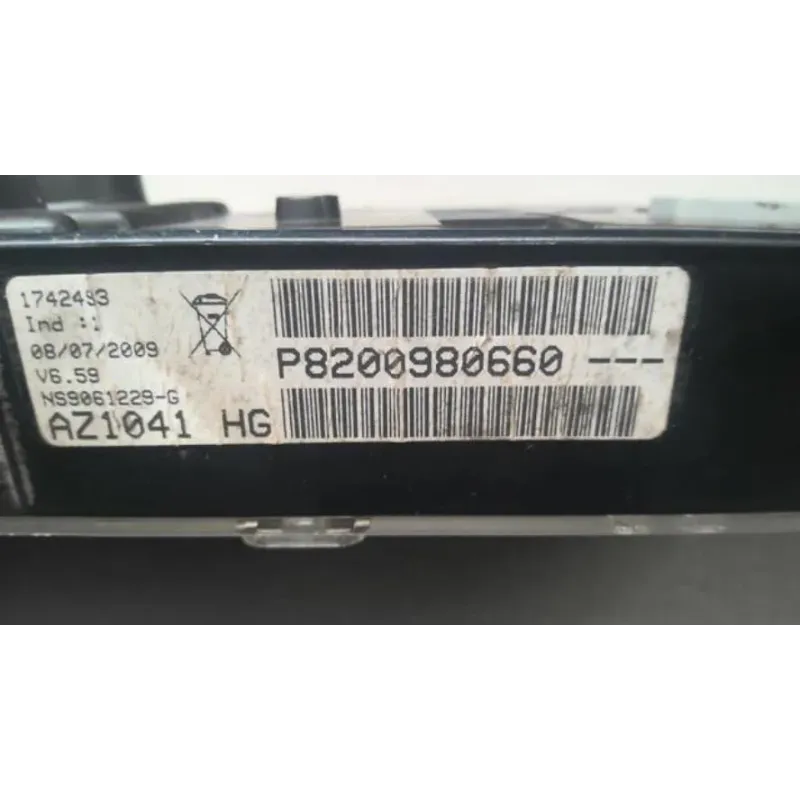 1742493
Ind :1
08/07/2009
V6.59
NS9061229-G
AZ1041 HG
P8200980660 ---